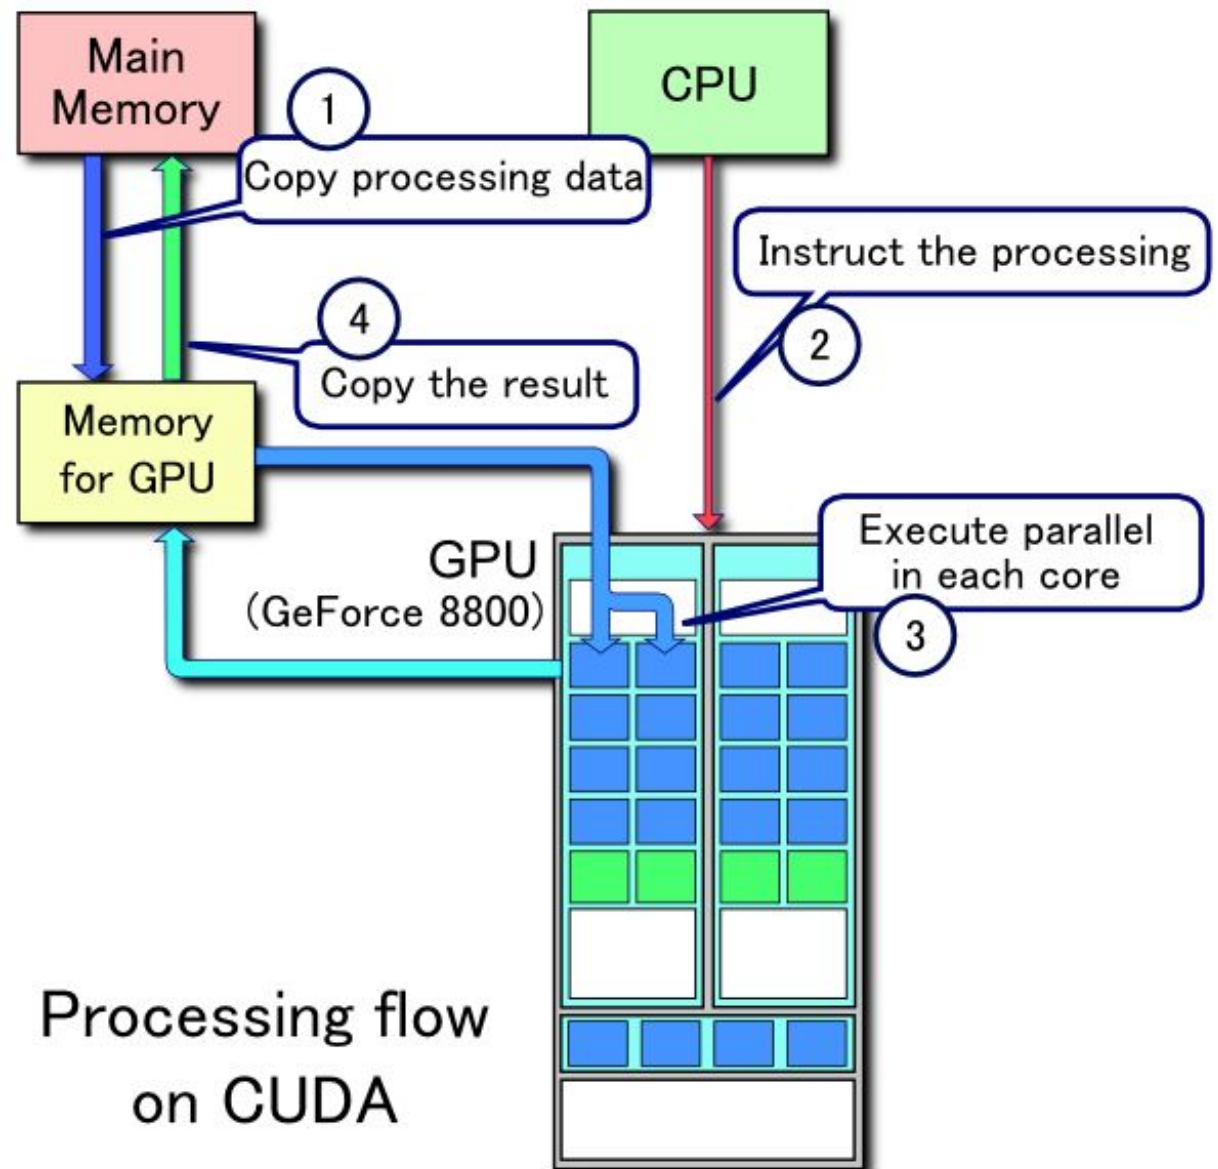 Main
Memory
CPU
1
Copy processing data
Instruct the processing
2
4
Copy the result
Memory
for GPU
GPU
(GeForce 8800)
Execute parallel
in each core
3
Processing flow
on CUDA